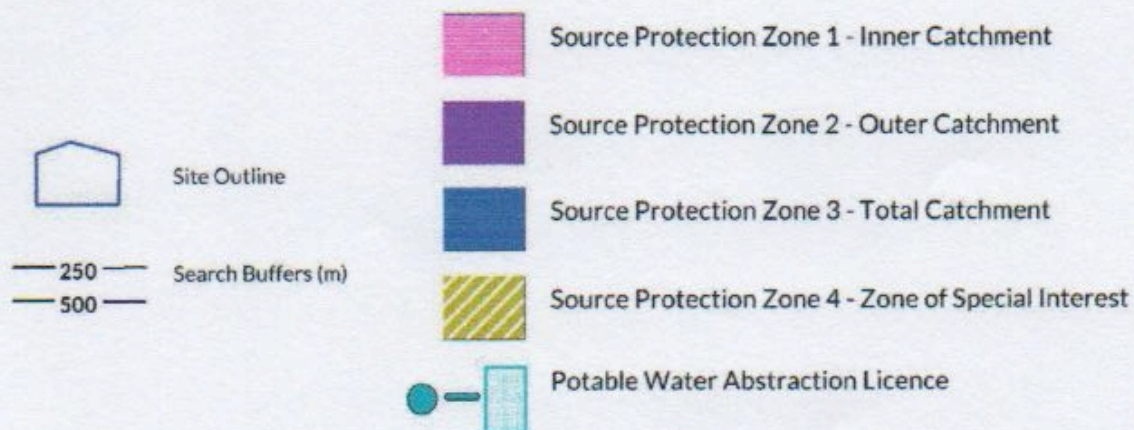 Source Protection Zone 1 - Inner Catchment
Source Protection Zone 2 - Outer Catchment
Site Outline
Source Protection Zone 3 - Total Catchment
250
Search Buffers (m)
500
Source Protection Zone 4 - Zone of Special Interest
Potable Water Abstraction Licence